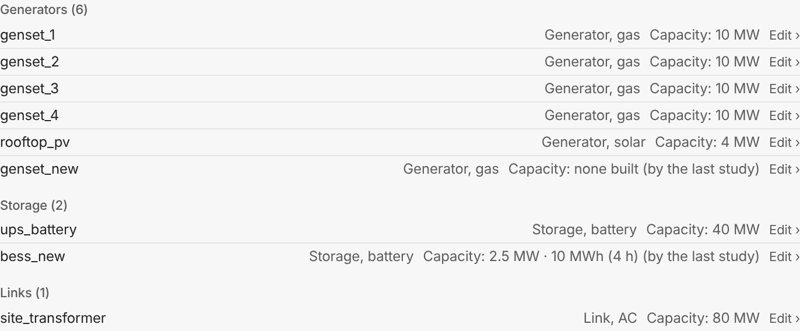 Generators (6)
genset_1 Generator, gas Capacity: 10 MW Edit ›
genset_2 Generator, gas Capacity: 10 MW Edit ›
genset_3 Generator, gas Capacity: 10 MW Edit ›
genset_4 Generator, gas Capacity: 10 MW Edit ›
rooftop_pv Generator, solar Capacity: 4 MW Edit ›
genset_new Generator, gas Capacity: none built (by the last study) Edit ›
Storage (2)
ups_battery Storage, battery Capacity: 40 MW Edit ›
bess_new Storage, battery Capacity: 2.5 MW · 10 MWh (4 h) (by the last study) Edit ›
Links (1)
site_transformer Link, AC Capacity: 80 MW Edit ›